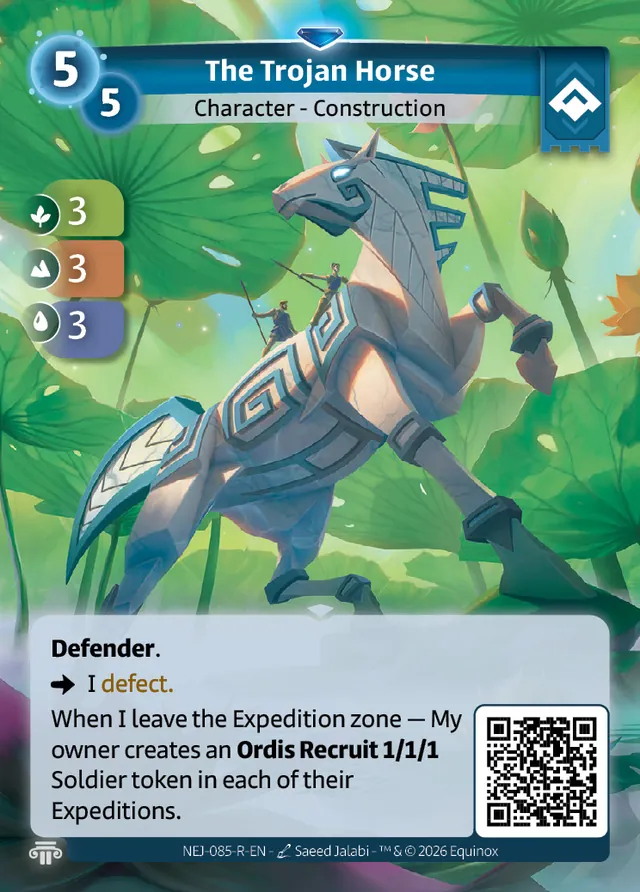 5
The Trojan Horse
5
Character - Construction
3
3
3
Defender.
I defect.
When I leave the Expedition zone — My
owner creates an Ordis Recruit 1/1/1
Soldier token in each of their
Expeditions.
NEJ-085-R-EN - Saeed Jalabi - ™ & © 2026 Equinox